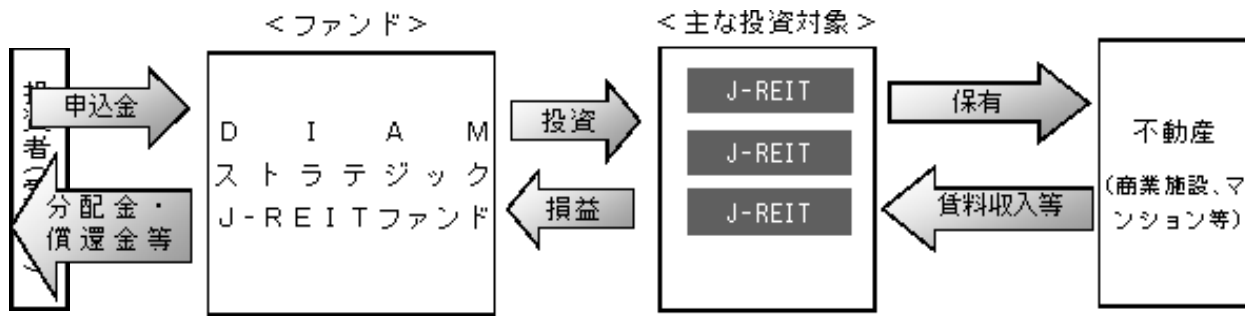 <ファンド>
<主な投資対象>
申込金
分配金・
償還金等
DIAM
ストラテジック
J-REITファンド
投資
損益
J-REIT
J-REIT
J-REIT
保有
賃料収入等
不動産
(商業施設、マ
ンション等)